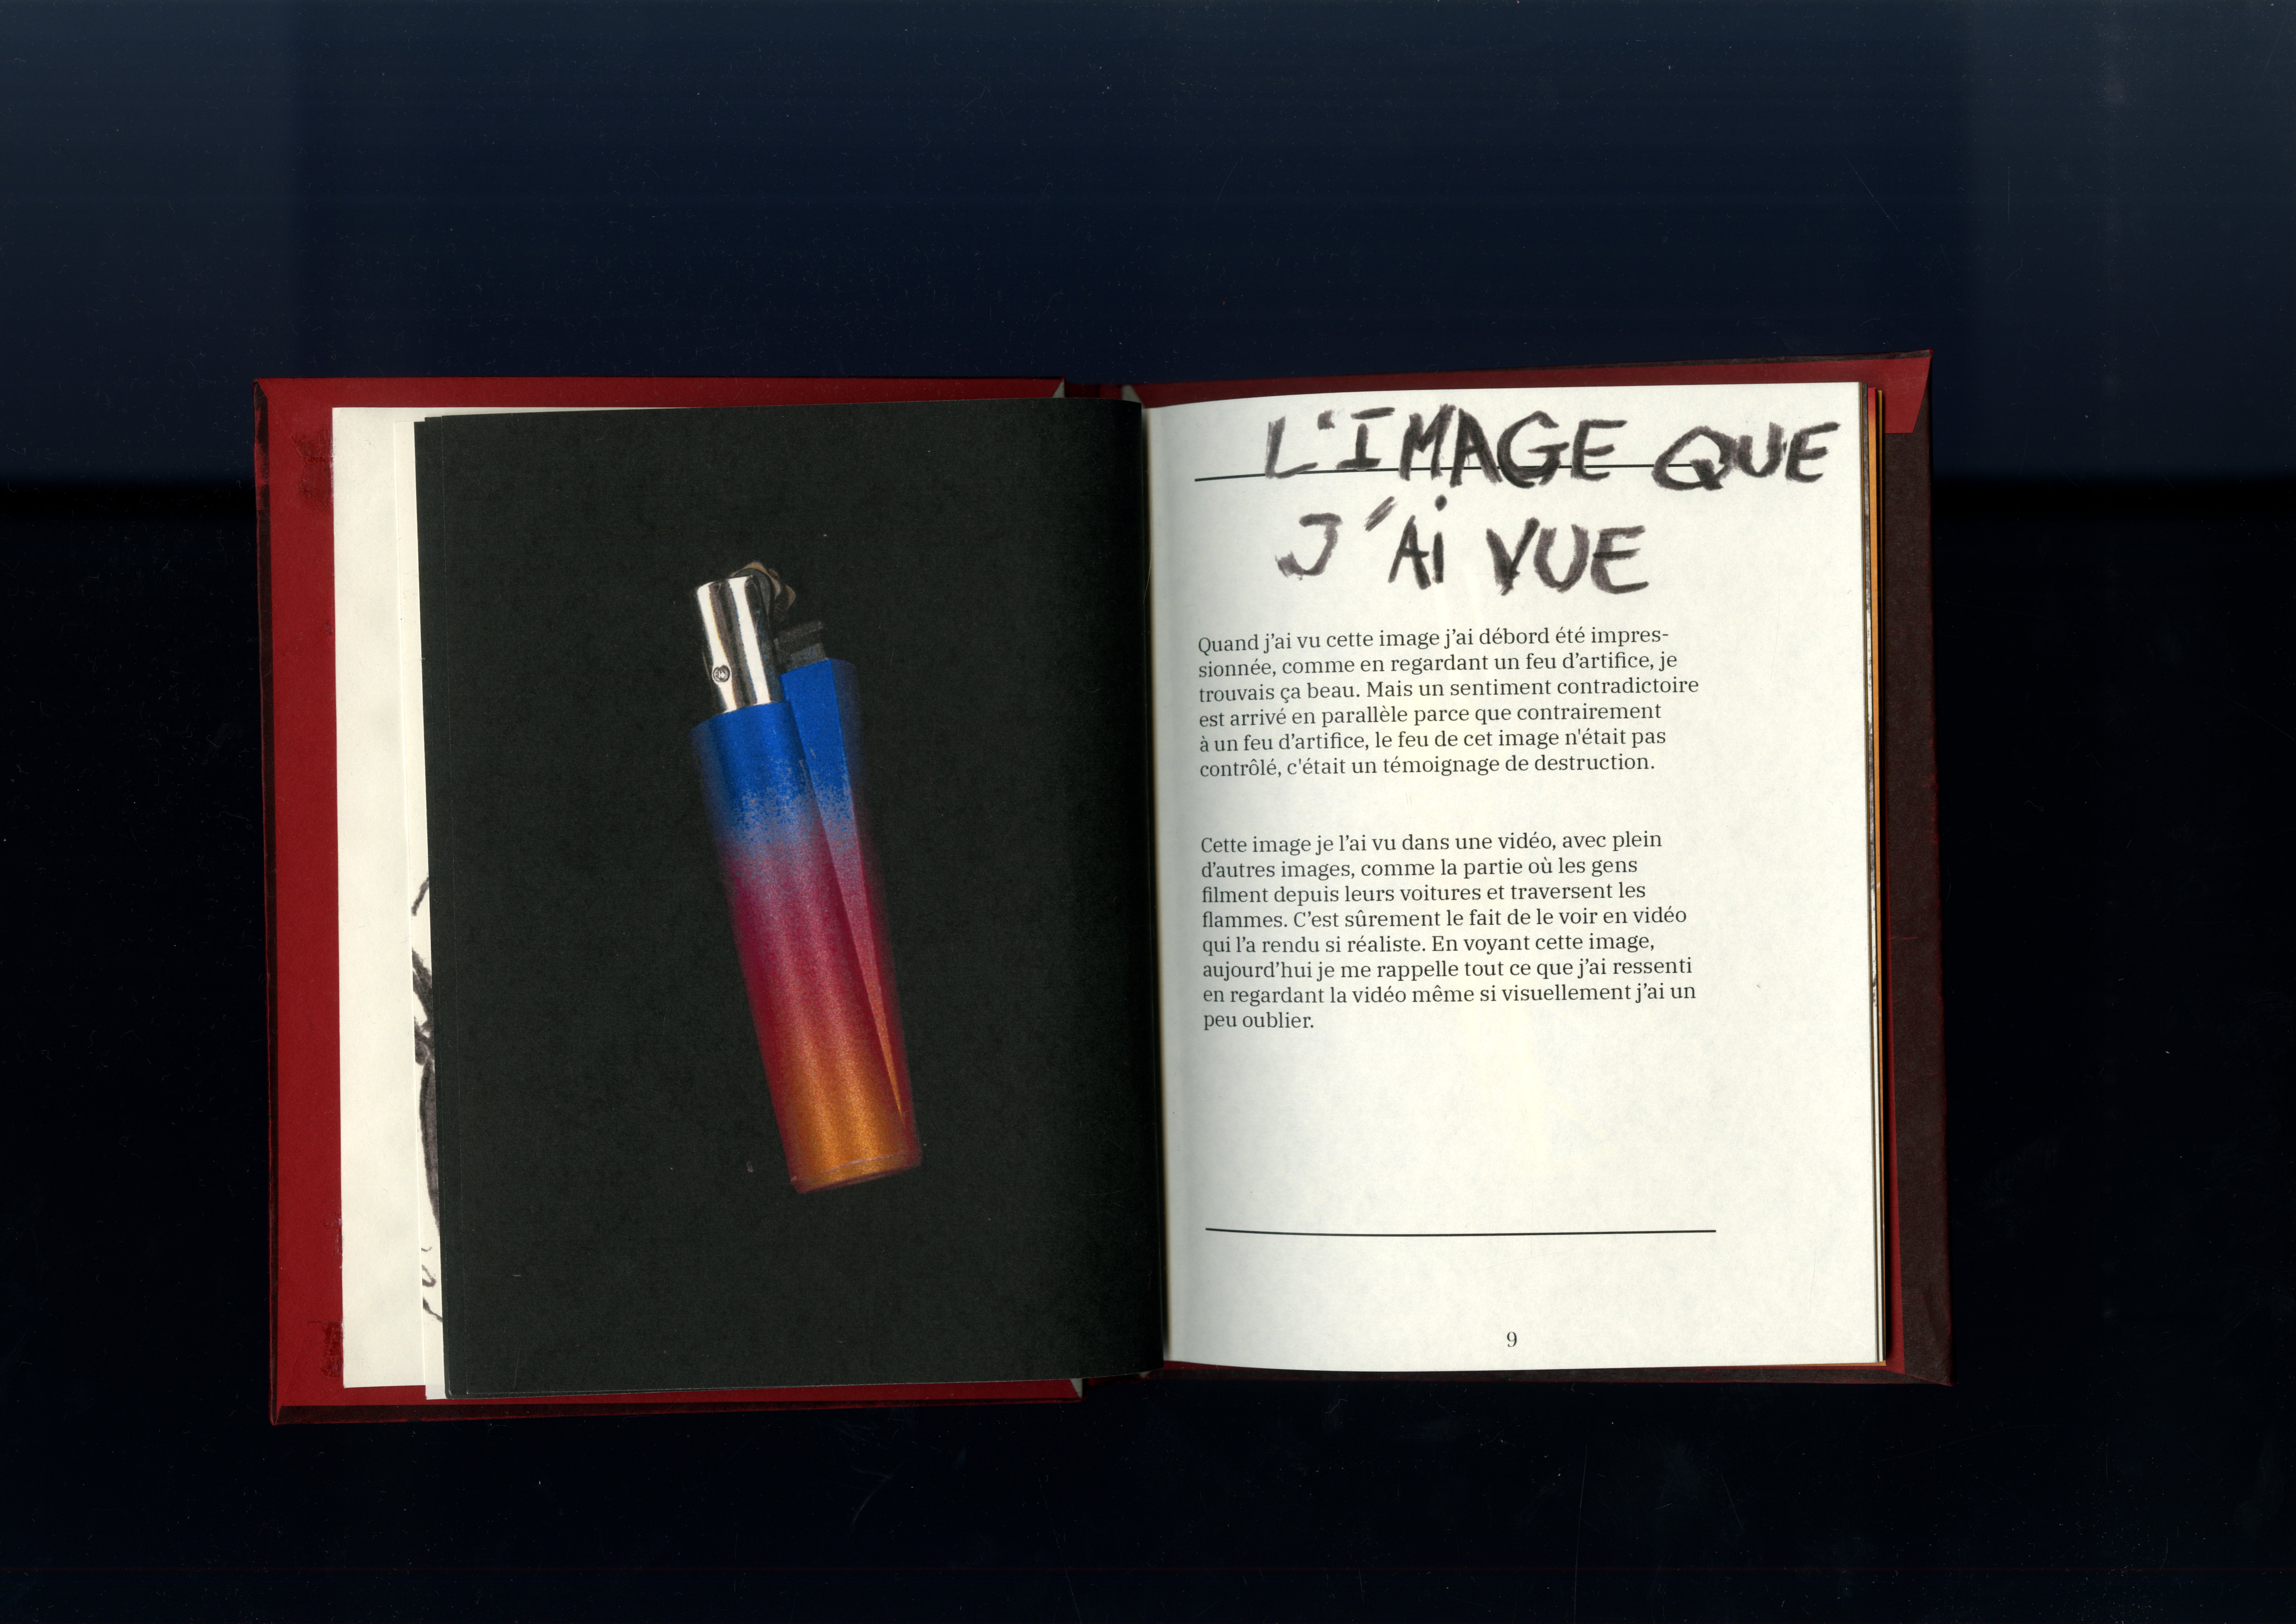 L'IMAGE QUE
J'Ai VUE
Quand j’ai vu cette image j’ai débord été impres-
sionnée, comme en regardant un feu d’artifice, je
trouvais ça beau. Mais un sentiment contradictoire
est arrivé en parallèle parce que contrairement
à un feu d’artifice, le feu de cet image n'était pas
contrôlé, c'était un témoignage de destruction.
Cette image je l’ai vu dans une vidéo, avec plein
d’autres images, comme la partie où les gens
filment depuis leurs voitures et traversent les
flammes. C’est sûrement le fait de le voir en vidéo
qui l’a rendu si réaliste. En voyant cette image,
aujourd’hui je me rappelle tout ce que j’ai ressenti
en regardant la vidéo même si visuellement j’ai un
peu oublier.
9